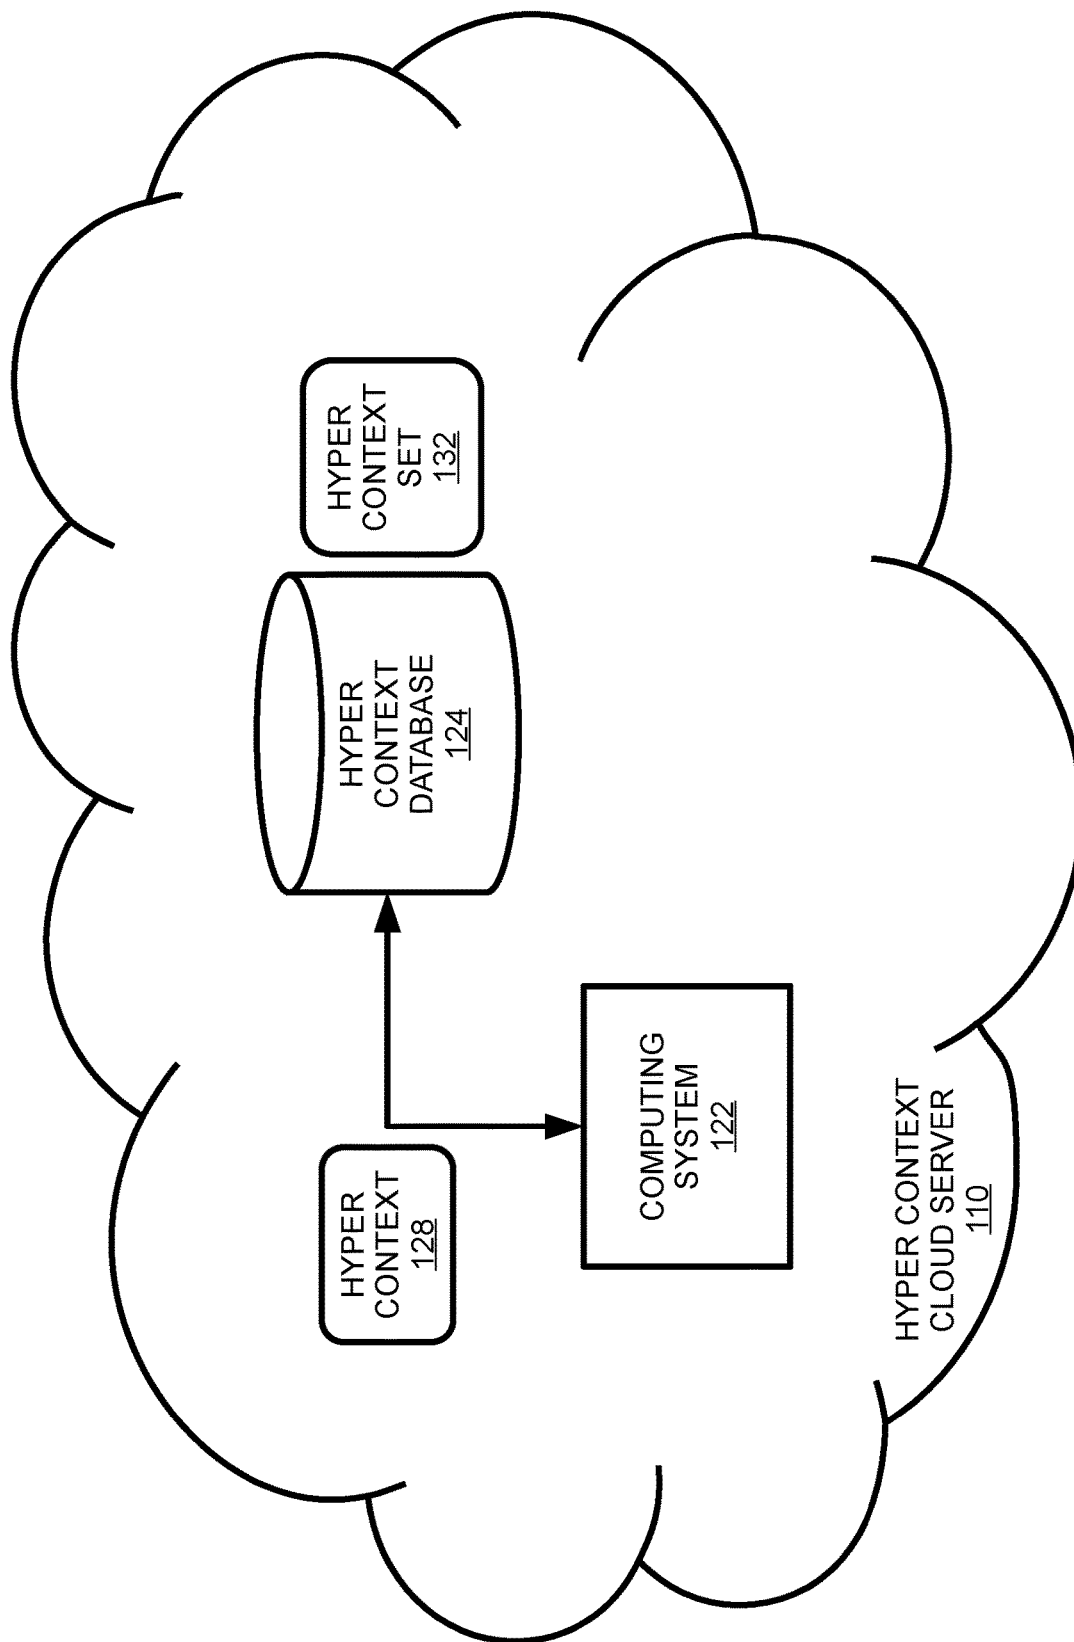 HYPER
CONTEXT
128
HYPER
CONTEXT
DATABASE
124
HYPER
CONTEXT
SET
132
COMPUTING
SYSTEM
122
HYPER CONTEXT
CLOUD SERVER
110